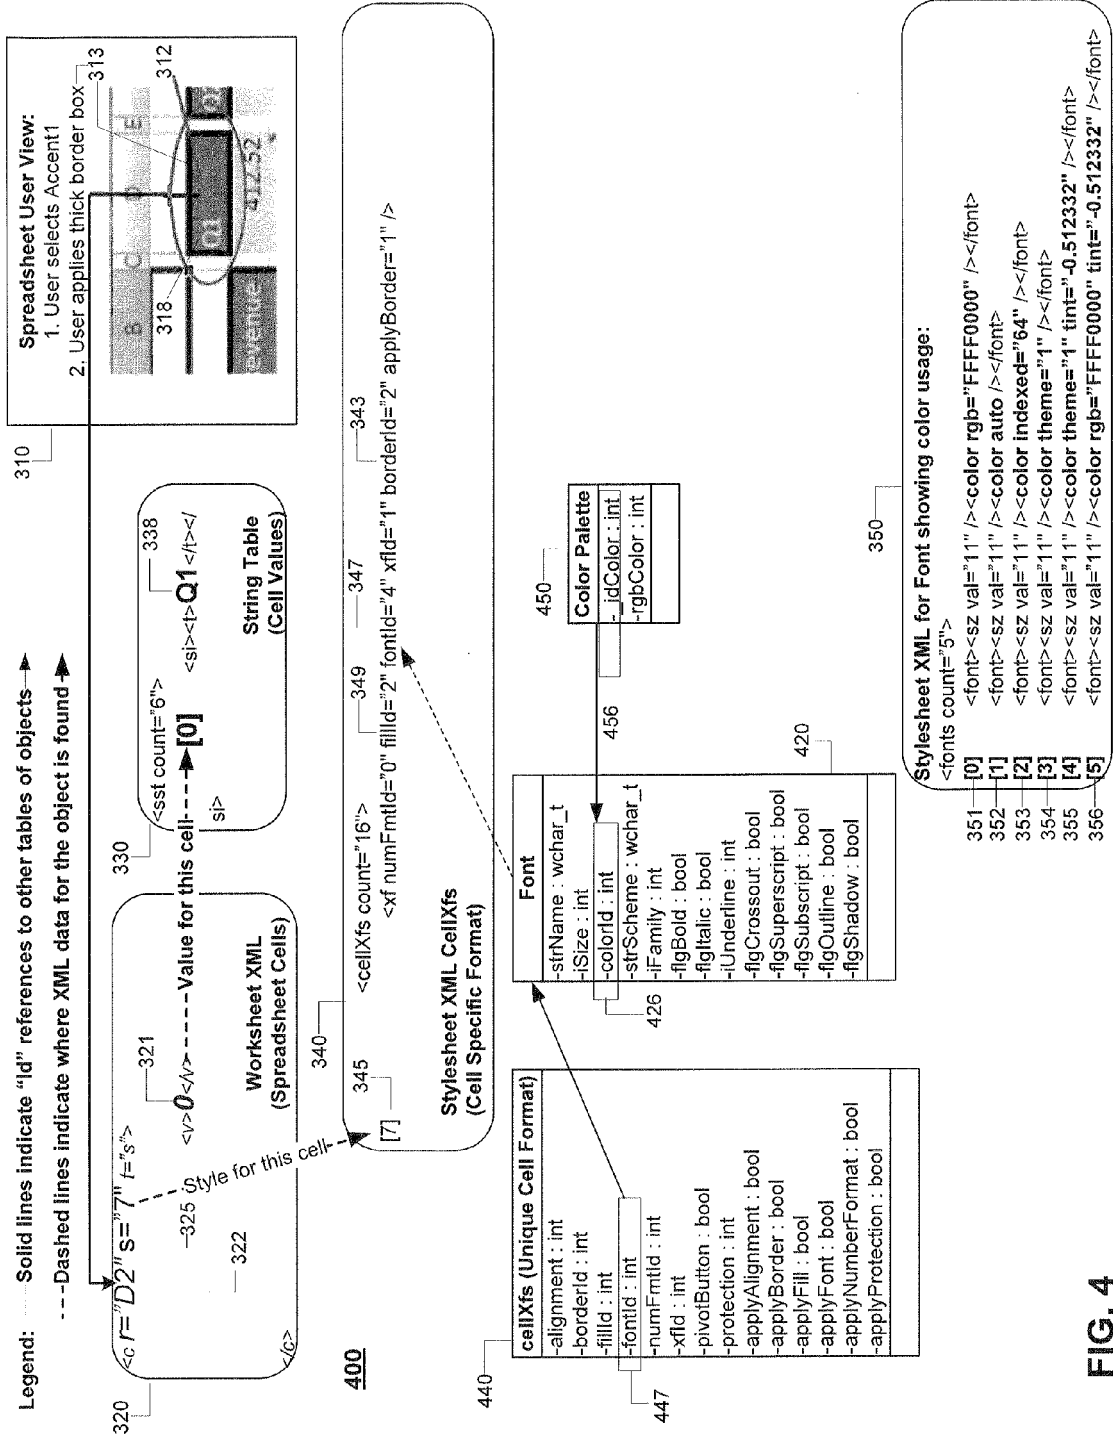 Legend: Solid lines indicate “Id” references to other tables of objects
Dashed lines indicate where XML data for the object is found
310
Spreadsheet User View:
1. User selects Accent1
2. User applies thick border box
313
312
318
B C D E
Q1
evenue
412.52
320
<c r="D2" s="7" t="s">
321
<v>0</v> Value for this cell
325
Style for this cell
322
Worksheet XML
(Spreadsheet Cells)
</c>
330
<sst count="6">
338
[0] <si><t>Q1</t></
si>
String Table
(Cell Values)
400
340
<cellXfs count="16">
345
349
347
343
[7] <xf numFmtId="0" fillId="2" fontId="4" xfId="1" borderId="2" applyBorder="1" />
Stylesheet XML CellXfs
(Cell Specific Format)
440
cellXfs (Unique Cell Format)
-alignment : int
-borderId : int
-fillId : int
-fontId : int
-numFmtId : int
-xfId : int
-pivotButton : bool
-protection : int
-applyAlignment : bool
-applyBorder : bool
-applyFill : bool
-applyFont : bool
-applyNumberFormat : bool
-applyProtection : bool
447
Font
-strName : wchar_t
-iSize : int
-colorId : int
-strScheme : wchar_t
-iFamily : int
-flgBold : bool
-flgItalic : bool
-iUnderline : int
-flgCrossout : bool
-flgSuperscript : bool
-flgSubscript : bool
-flgOutline : bool
-flgShadow : bool
420
426
450
Color Palette
-_idColor : int
-rgbColor : int
456
350
Stylesheet XML for Font showing color usage:
<fonts count="5">
351 [0] <font><sz val="11" /><color rgb="FFFF0000" /></font>
352 [1] <font><sz val="11" /><color auto /></font>
353 [2] <font><sz val="11" /><color indexed="64" /></font>
354 [3] <font><sz val="11" /><color theme="1" /></font>
355 [4] <font><sz val="11" /><color theme="1" tint="-0.512332" /></font>
356 [5] <font><sz val="11" /><color rgb="FFFF0000" tint="-0.512332" /></font>
FIG. 4